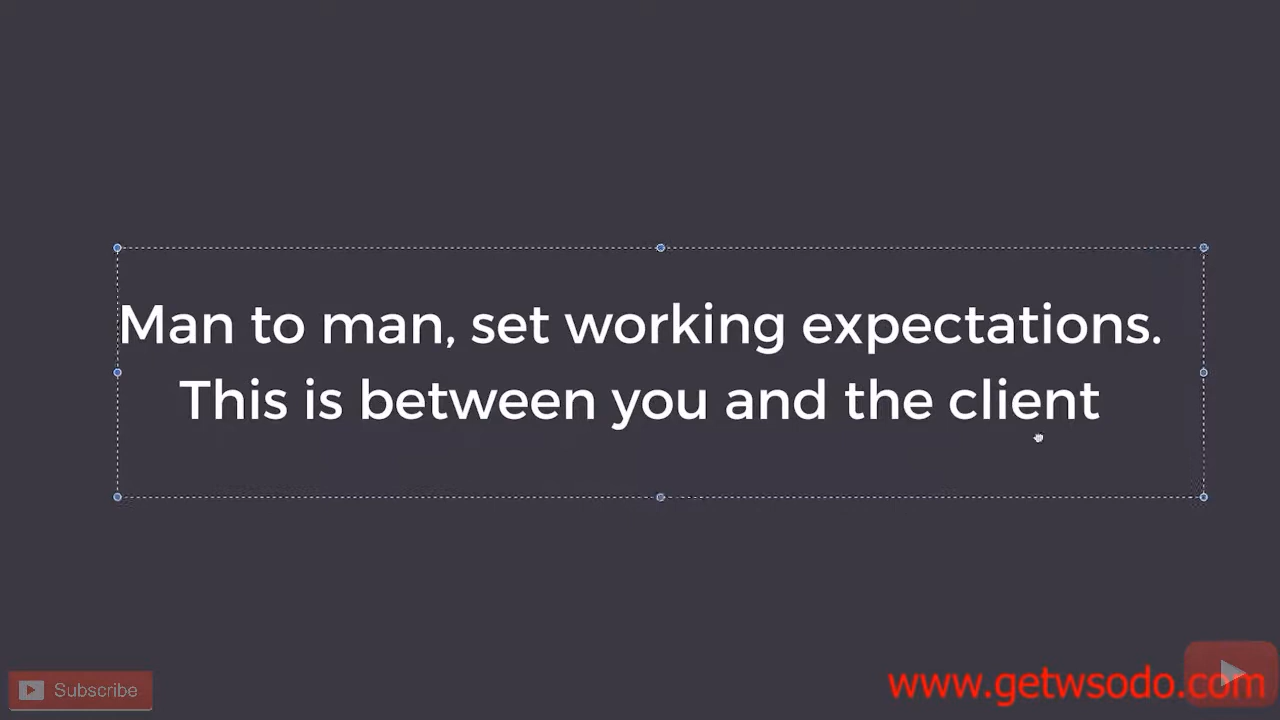 Man to man, set working expectations.
This is between you and the client
Subscribe
www.getwsodo.com